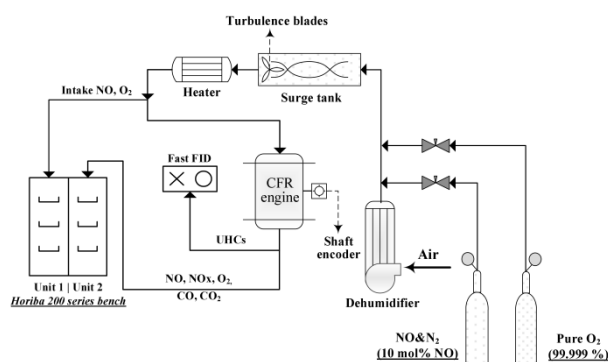 Turbulence blades
Heater
Surge tank
Intake NO, O2
Fast FID
CFR
engine
UHCs
Shaft
encoder
Air
Dehumidifier
Unit 1 | Unit 2
Horiba 200 series bench
NO, NOx, O2,
CO, CO2
NO&N2
(10 mol% NO)
Pure O2
(99.999 %)